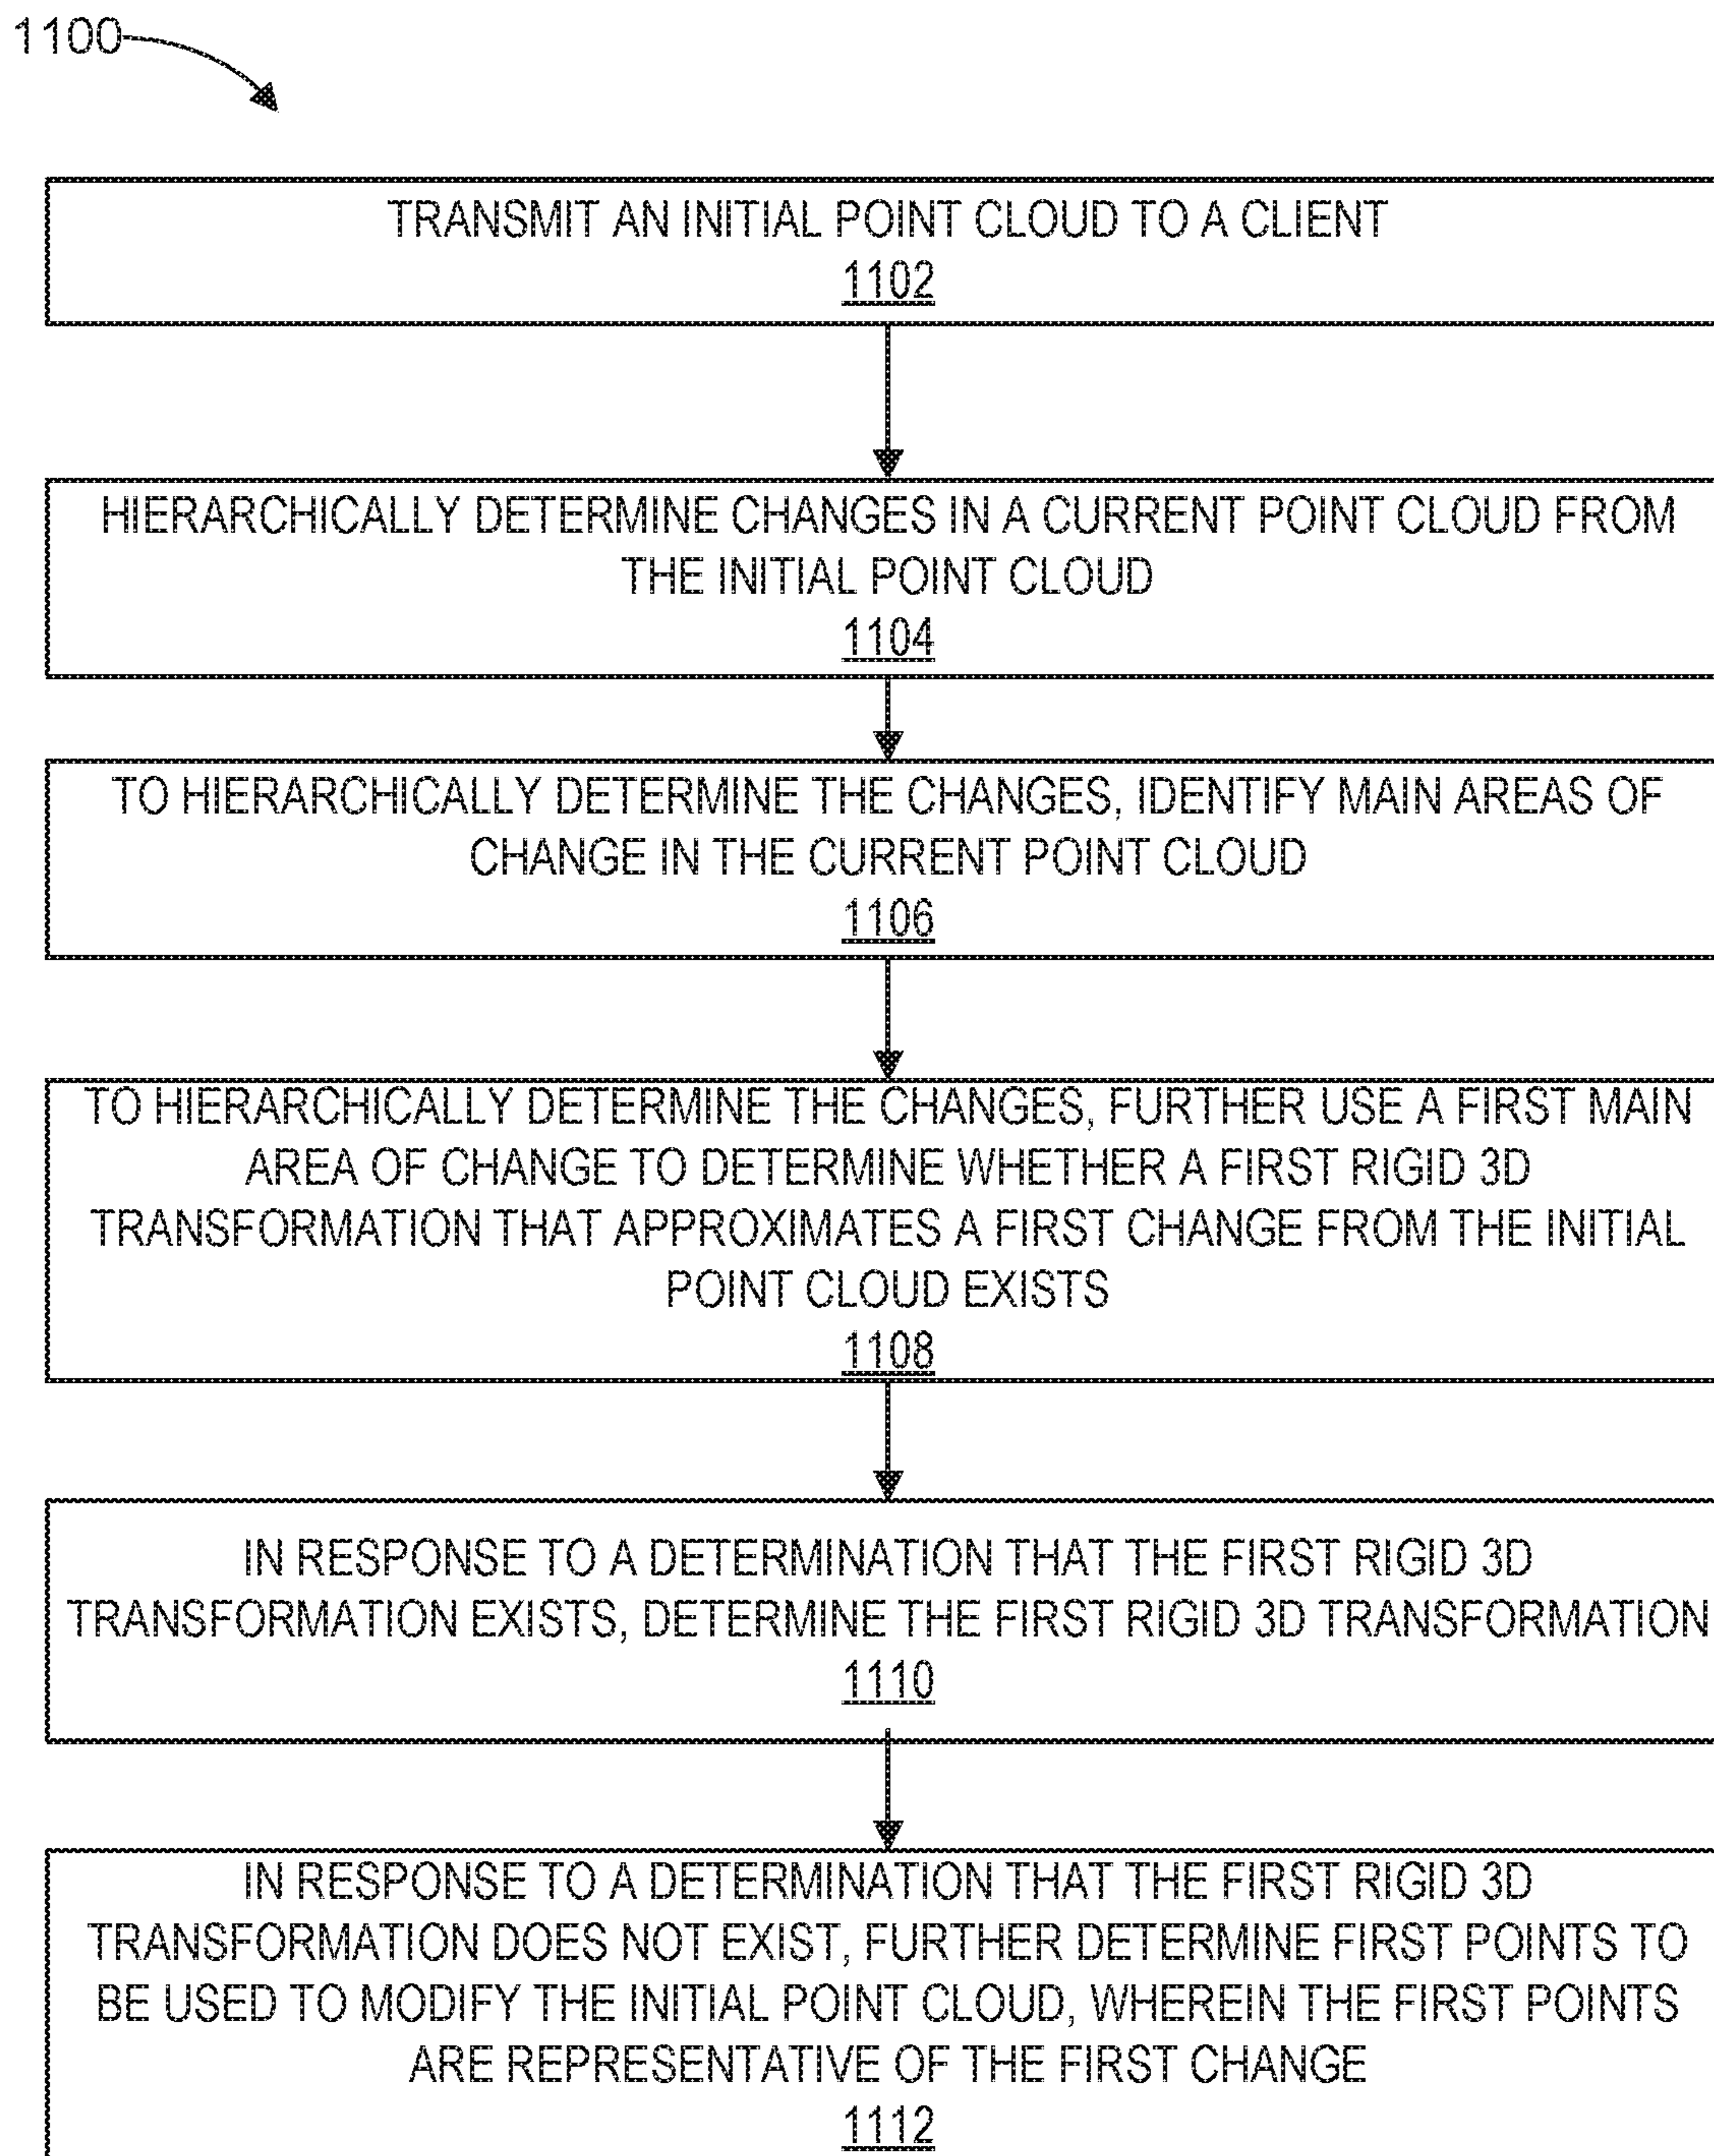 1100
TRANSMIT AN INITIAL POINT CLOUD TO A CLIENT
1102
HIERARCHICALLY DETERMINE CHANGES IN A CURRENT POINT CLOUD FROM
THE INITIAL POINT CLOUD
1104
TO HIERARCHICALLY DETERMINE THE CHANGES, IDENTIFY MAIN AREAS OF
CHANGE IN THE CURRENT POINT CLOUD
1106
TO HIERARCHICALLY DETERMINE THE CHANGES, FURTHER USE A FIRST MAIN
AREA OF CHANGE TO DETERMINE WHETHER A FIRST RIGID 3D
TRANSFORMATION THAT APPROXIMATES A FIRST CHANGE FROM THE INITIAL
POINT CLOUD EXISTS
1108
IN RESPONSE TO A DETERMINATION THAT THE FIRST RIGID 3D
TRANSFORMATION EXISTS, DETERMINE THE FIRST RIGID 3D TRANSFORMATION
1110
IN RESPONSE TO A DETERMINATION THAT THE FIRST RIGID 3D
TRANSFORMATION DOES NOT EXIST, FURTHER DETERMINE FIRST POINTS TO
BE USED TO MODIFY THE INITIAL POINT CLOUD, WHEREIN THE FIRST POINTS
ARE REPRESENTATIVE OF THE FIRST CHANGE
1112